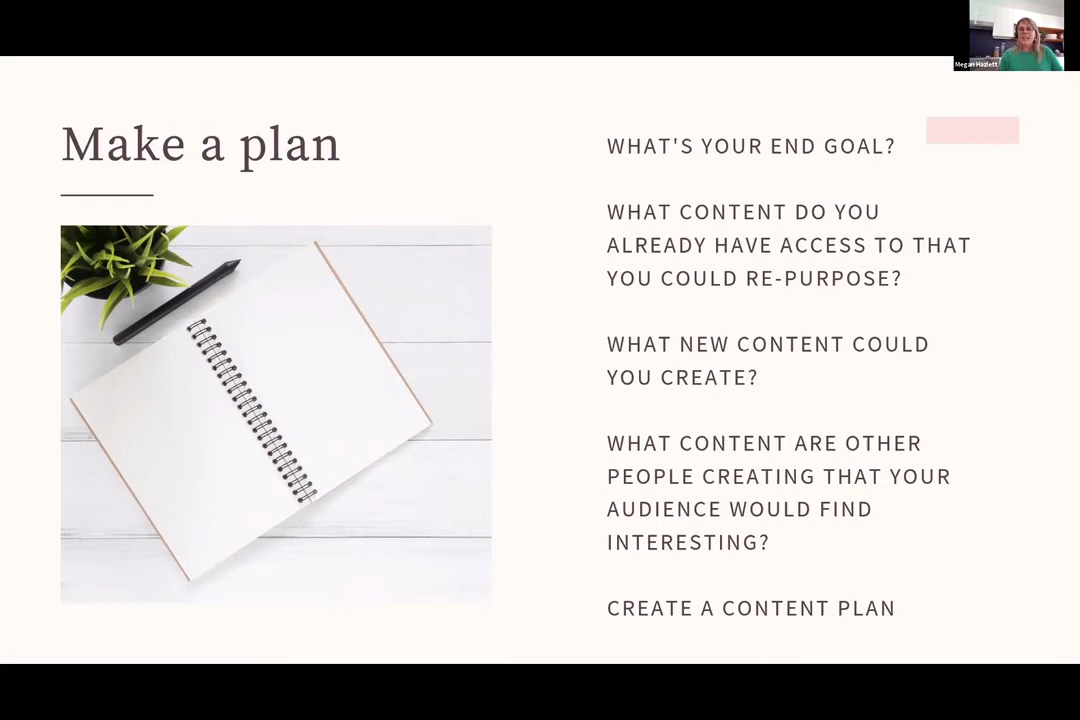 Megan Hazlett
Make a plan
WHAT'S YOUR END GOAL?
WHAT CONTENT DO YOU
ALREADY HAVE ACCESS TO THAT
YOU COULD RE-PURPOSE?
WHAT NEW CONTENT COULD
YOU CREATE?
WHAT CONTENT ARE OTHER
PEOPLE CREATING THAT YOUR
AUDIENCE WOULD FIND
INTERESTING?
CREATE A CONTENT PLAN